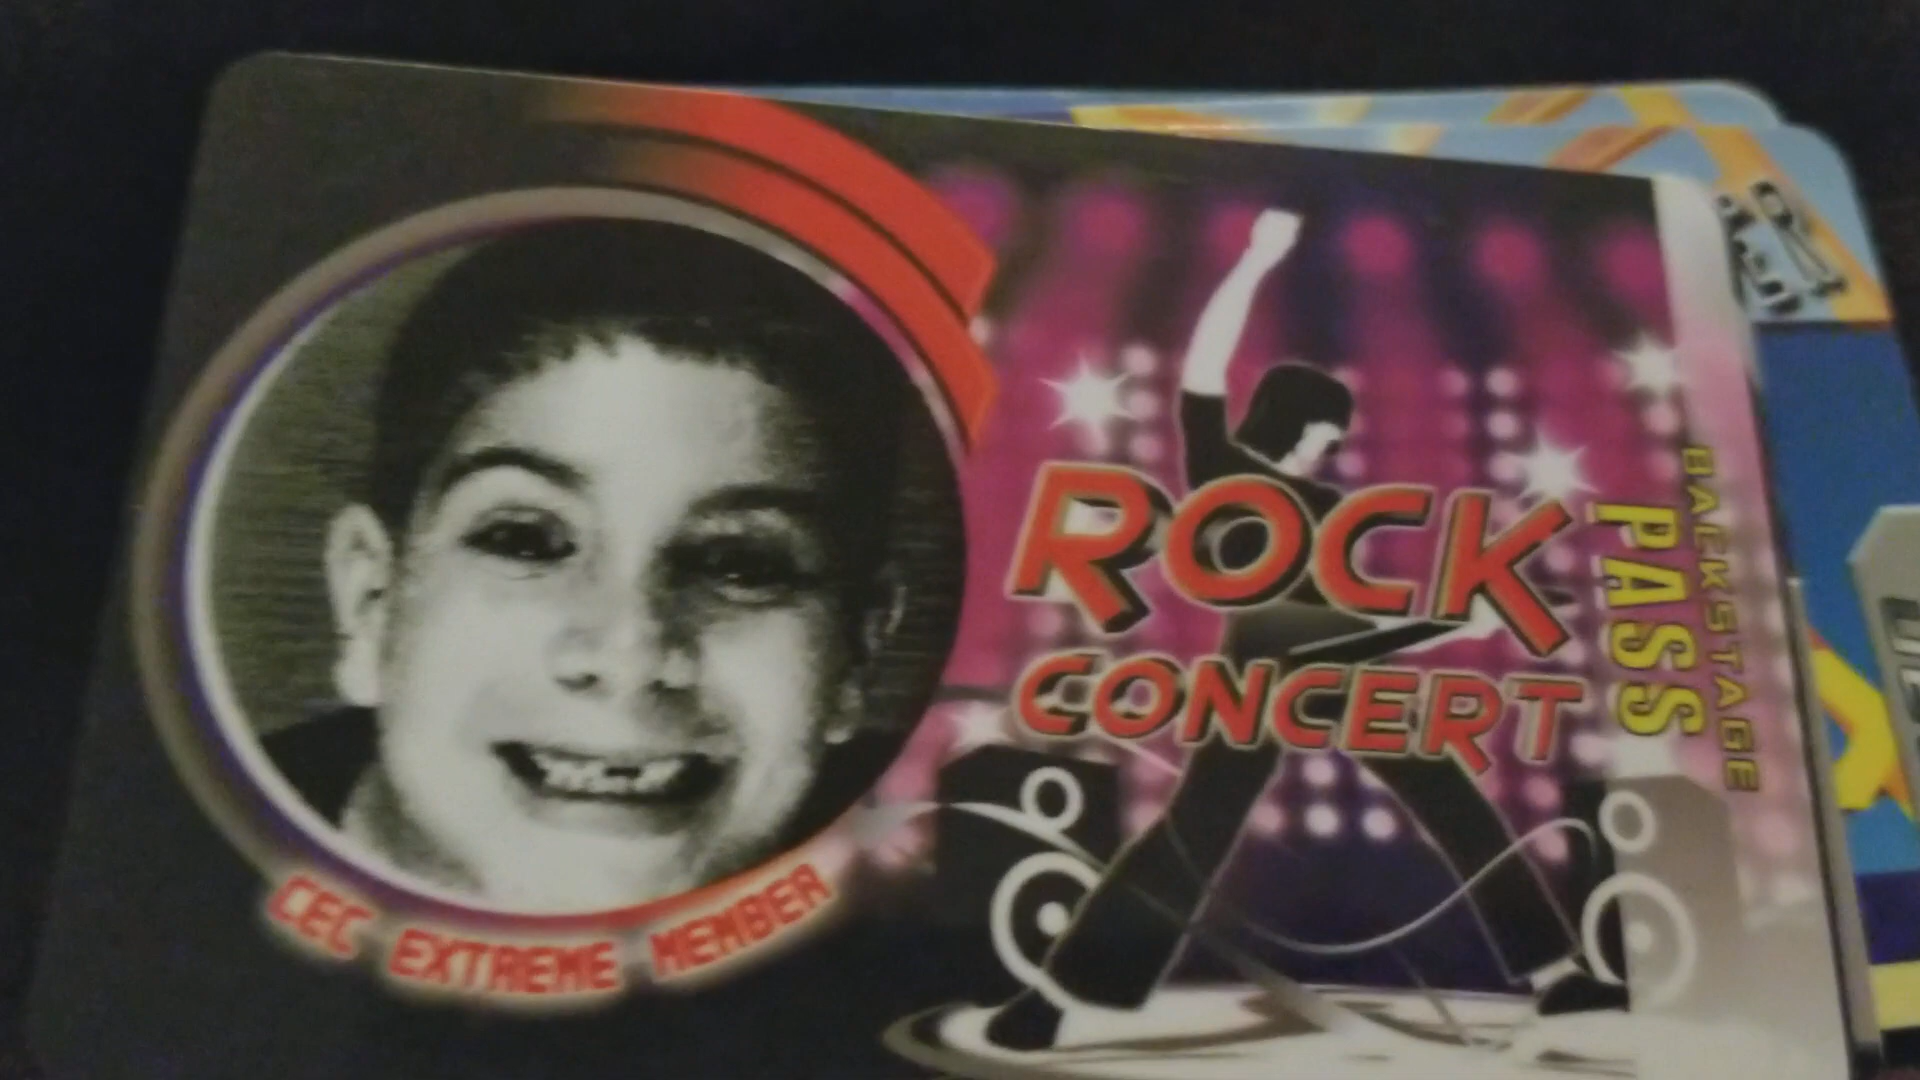 ROCK
CONCERT
BACKSTAGE
PASS
CEC EXTREME MEMBER